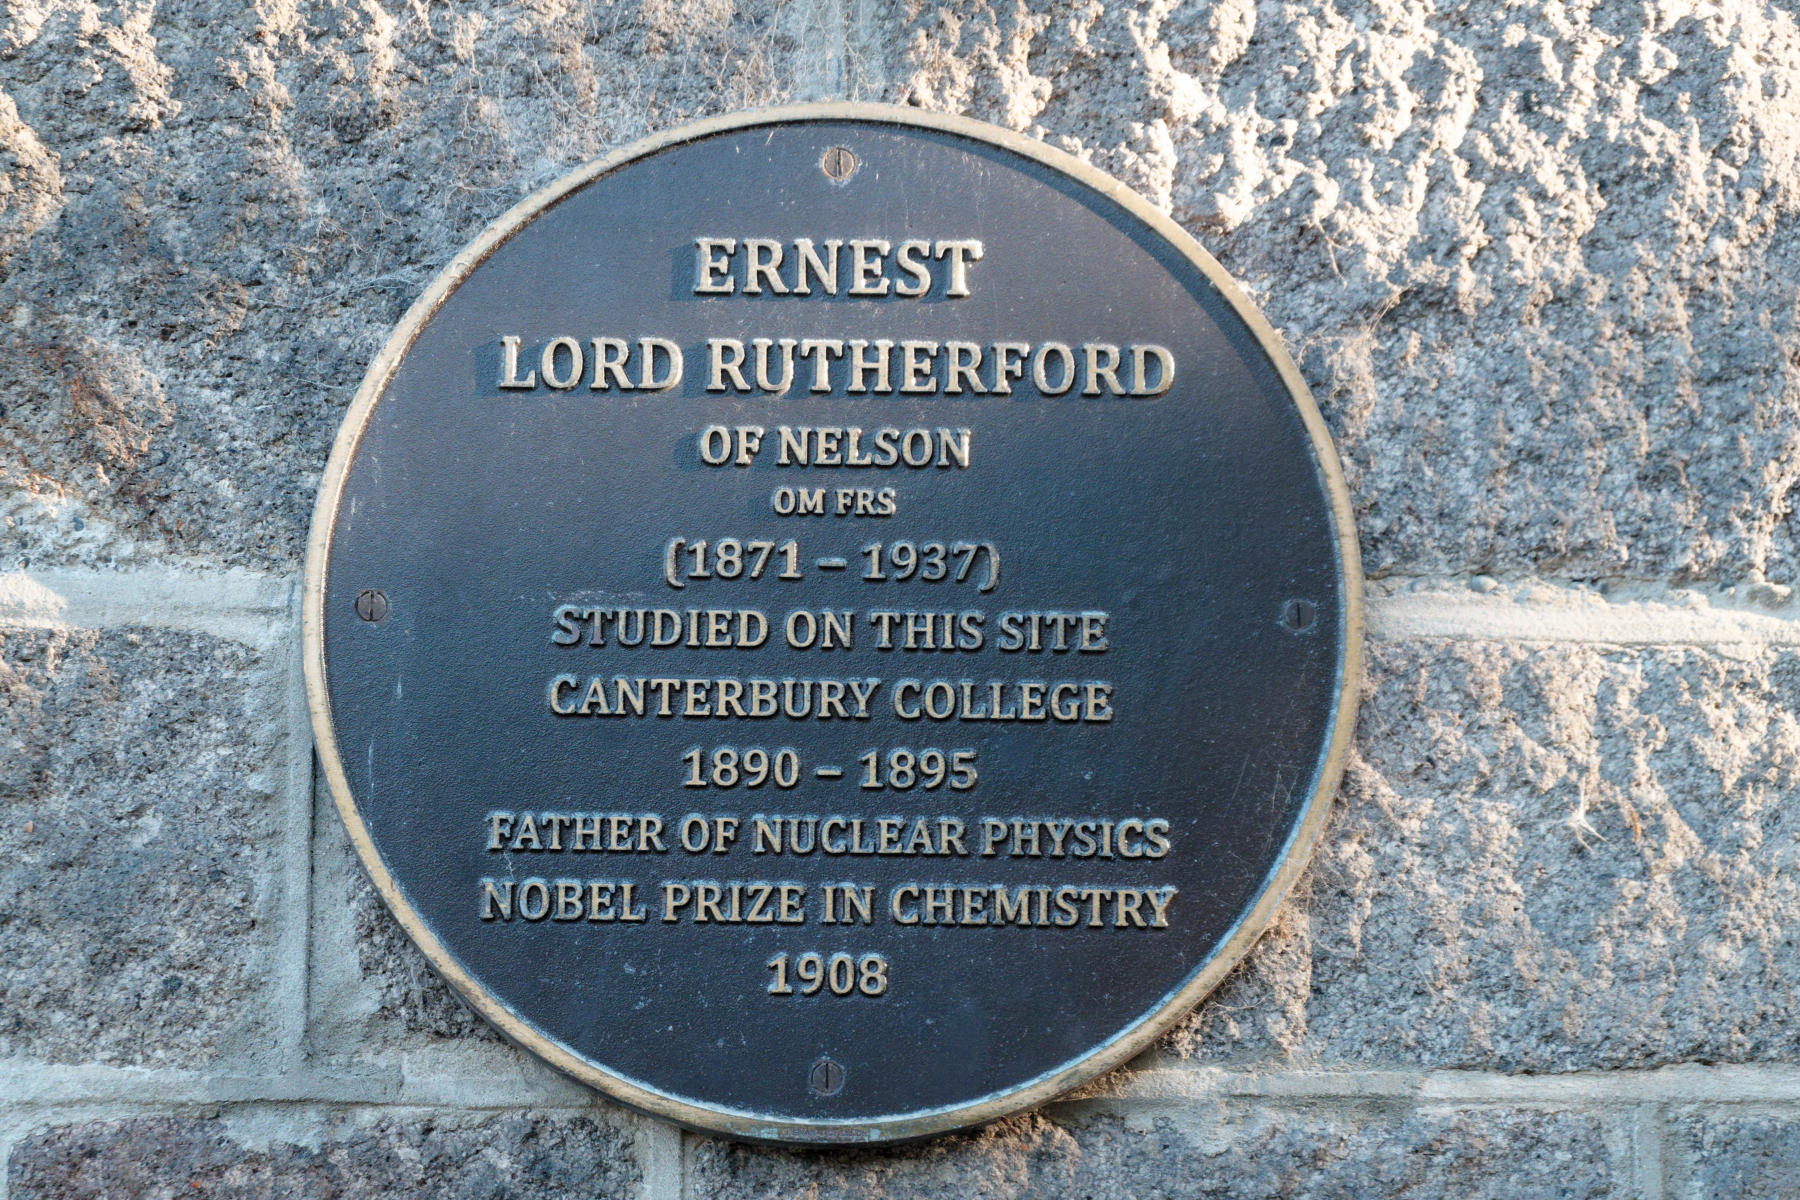 ERNEST
LORD RUTHERFORD
OF NELSON
OM FRS
(1871 – 1937)
STUDIED ON THIS SITE
CANTERBURY COLLEGE
1890 – 1895
FATHER OF NUCLEAR PHYSICS
NOBEL PRIZE IN CHEMISTRY
1908